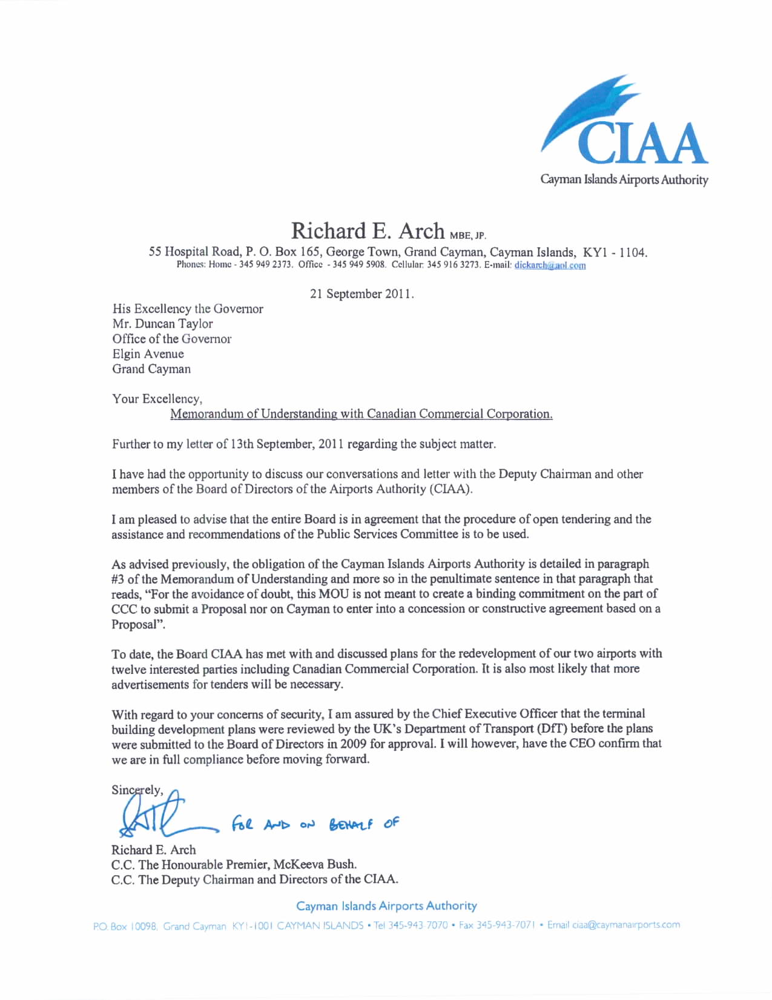 CIAA
Cayman Islands Airports Authority
Richard E. Arch MBE, JP.
55 Hospital Road, P. O. Box 165, George Town, Grand Cayman, Cayman Islands, KY1 - 1104.
Phones: Home - 345 949 2373. Office - 345 949 5908. Cellular: 345 916 3273. E-mail: dickarch@aol.com
21 September 2011.
His Excellency the Governor
Mr. Duncan Taylor
Office of the Governor
Elgin Avenue
Grand Cayman
Your Excellency,
Memorandum of Understanding with Canadian Commercial Corporation.
Further to my letter of 13th September, 2011 regarding the subject matter.
I have had the opportunity to discuss our conversations and letter with the Deputy Chairman and other
members of the Board of Directors of the Airports Authority (CIAA).
I am pleased to advise that the entire Board is in agreement that the procedure of open tendering and the
assistance and recommendations of the Public Services Committee is to be used.
As advised previously, the obligation of the Cayman Islands Airports Authority is detailed in paragraph
#3 of the Memorandum of Understanding and more so in the penultimate sentence in that paragraph that
reads, “For the avoidance of doubt, this MOU is not meant to create a binding commitment on the part of
CCC to submit a Proposal nor on Cayman to enter into a concession or constructive agreement based on a
Proposal”.
To date, the Board CIAA has met with and discussed plans for the redevelopment of our two airports with
twelve interested parties including Canadian Commercial Corporation. It is also most likely that more
advertisements for tenders will be necessary.
With regard to your concerns of security, I am assured by the Chief Executive Officer that the terminal
building development plans were reviewed by the UK’s Department of Transport (DfT) before the plans
were submitted to the Board of Directors in 2009 for approval. I will however, have the CEO confirm that
we are in full compliance before moving forward.
Sincerely,
FOR AND ON BEHALF OF
Richard E. Arch
C.C. The Honourable Premier, McKeeva Bush.
C.C. The Deputy Chairman and Directors of the CIAA.
Cayman Islands Airports Authority
P.O. Box 10098, Grand Cayman KY1-1001 CAYMAN ISLANDS • Tel 345-943-7070 • Fax 345-943-7071 • Email ciaa@caymanairports.com